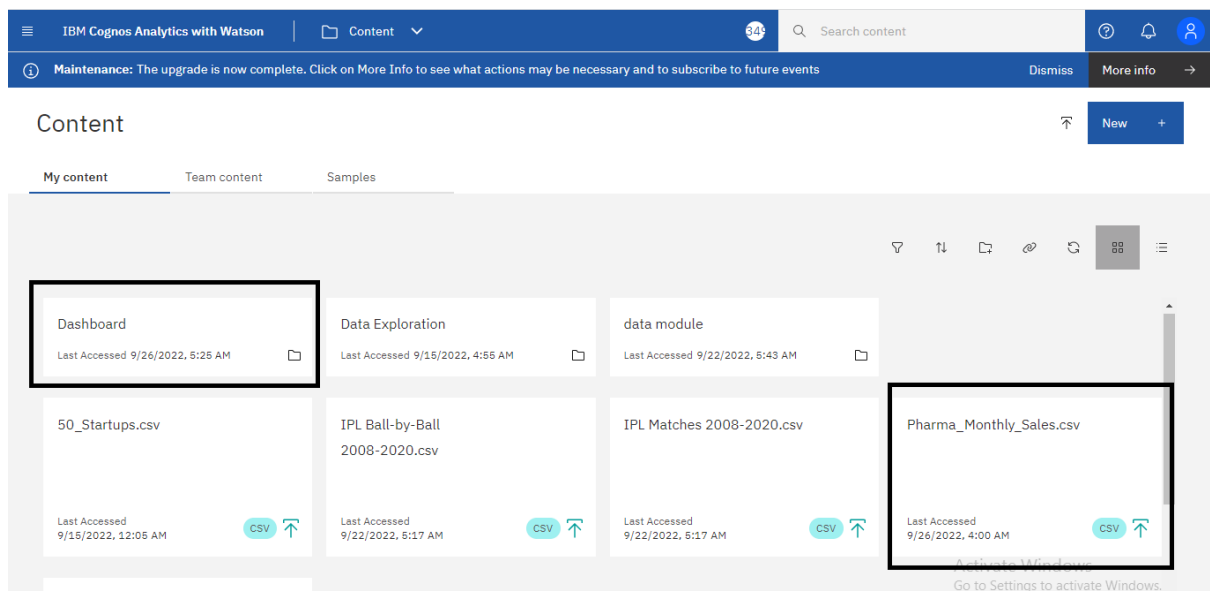 IBM Cognos Analytics with Watson
Content
349
Search content
Maintenance: The upgrade is now complete. Click on More Info to see what actions may be necessary and to subscribe to future events
Dismiss
More info
Content
New +
My content
Team content
Samples
Dashboard
Last Accessed 9/26/2022, 5:25 AM
Data Exploration
Last Accessed 9/15/2022, 4:55 AM
data module
Last Accessed 9/22/2022, 5:43 AM
50_Startups.csv
Last Accessed
9/15/2022, 12:05 AM
CSV
IPL Ball-by-Ball
2008-2020.csv
Last Accessed
9/22/2022, 5:17 AM
CSV
IPL Matches 2008-2020.csv
Last Accessed
9/22/2022, 5:17 AM
CSV
Pharma_Monthly_Sales.csv
Last Accessed
9/26/2022, 4:00 AM
CSV
Activate Windows
Go to Settings to activate Windows.